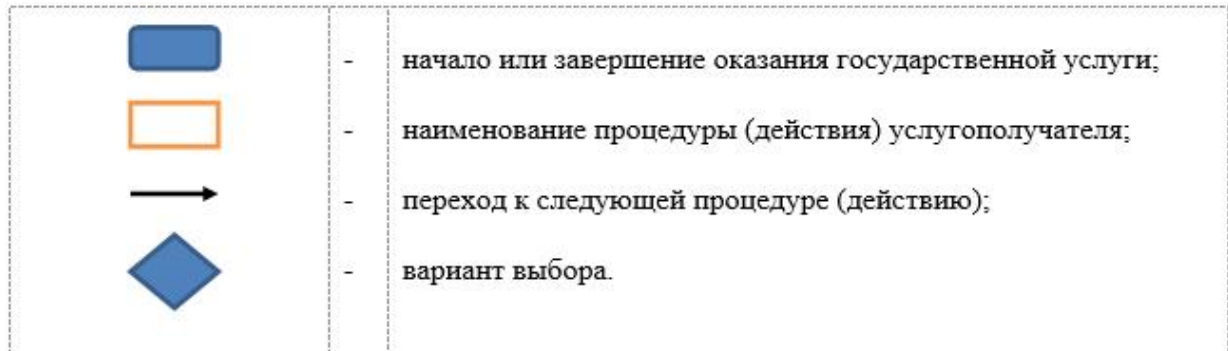 - начало или завершение оказания государственной услуги;
- наименование процедуры (действия) услугополучателя;
- переход к следующей процедуре (действию);
- вариант выбора.